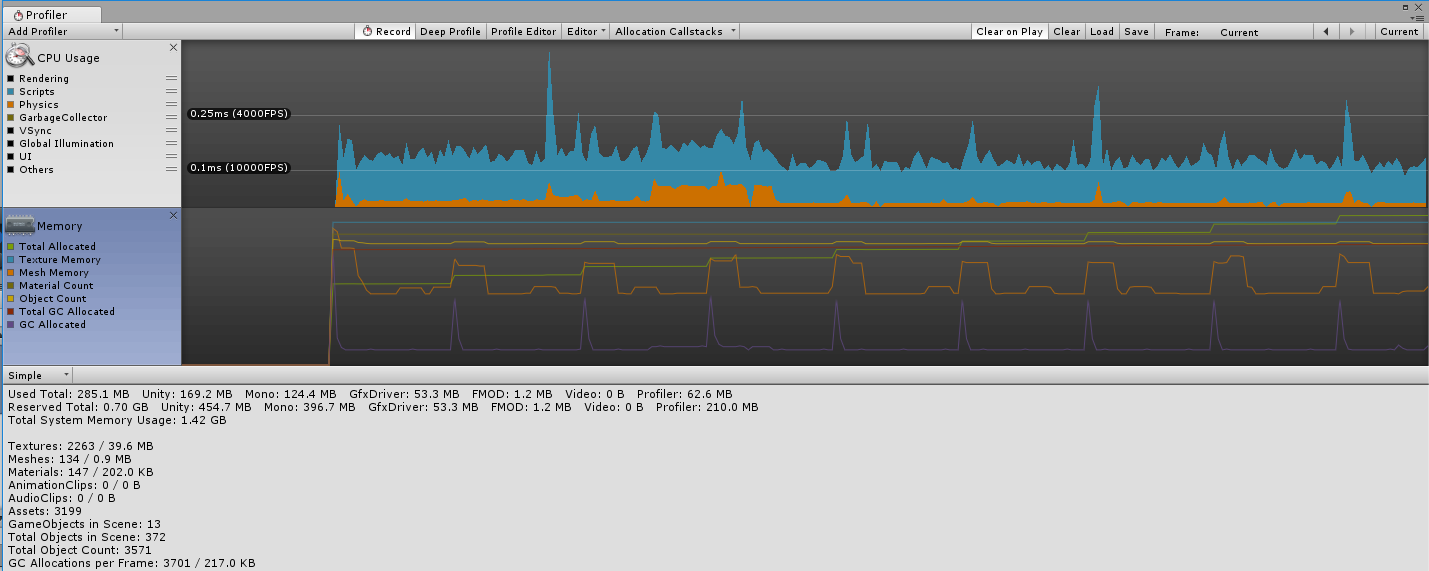 Profiler
Add Profiler Record Deep Profile Profile Editor Editor Allocation Callstacks Clear on Play Clear Load Save Frame: Current Current
CPU Usage
Rendering
Scripts
Physics
GarbageCollector
VSync
Global Illumination
UI
Others
0.25ms (4000FPS)
0.1ms (10000FPS)
Memory
Total Allocated
Texture Memory
Mesh Memory
Material Count
Object Count
Total GC Allocated
GC Allocated
Simple
Used Total: 285.1 MB Unity: 169.2 MB Mono: 124.4 MB GfxDriver: 53.3 MB FMOD: 1.2 MB Video: 0 B Profiler: 62.6 MB
Reserved Total: 0.70 GB Unity: 454.7 MB Mono: 396.7 MB GfxDriver: 53.3 MB FMOD: 1.2 MB Video: 0 B Profiler: 210.0 MB
Total System Memory Usage: 1.42 GB
Textures: 2263 / 39.6 MB
Meshes: 134 / 0.9 MB
Materials: 147 / 202.0 KB
AnimationClips: 0 / 0 B
AudioClips: 0 / 0 B
Assets: 3199
GameObjects in Scene: 13
Total Objects in Scene: 372
Total Object Count: 3571
GC Allocations per Frame: 3701 / 217.0 KB